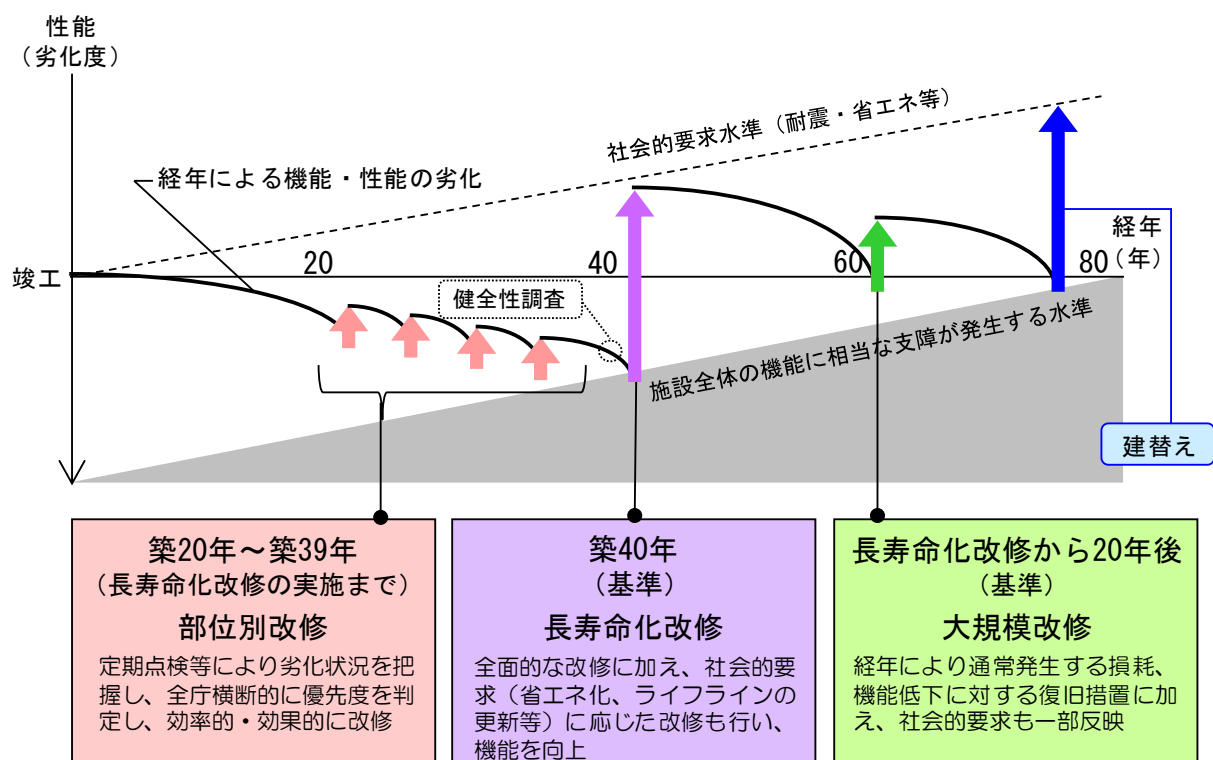 性能
（劣化度）
社会的要求水準（耐震・省エネ等）
経年による機能・性能の劣化
竣工
20
40
60
80
経年
（年）
健全性調査
施設全体の機能に相当な支障が発生する水準
建替え
築20年～築39年
（長寿命化改修の実施まで）
部位別改修
定期点検等により劣化状況を把
握し、全庁横断的に優先度を判
定し、効率的・効果的に改修
築40年
（基準）
長寿命化改修
全面的な改修に加え、社会的要
求（省エネ化、ライフラインの
更新等）に応じた改修も行い、
機能を向上
長寿命化改修から20年後
（基準）
大規模改修
経年により通常発生する損耗、
機能低下に対する復旧措置に加
え、社会的要求も一部反映